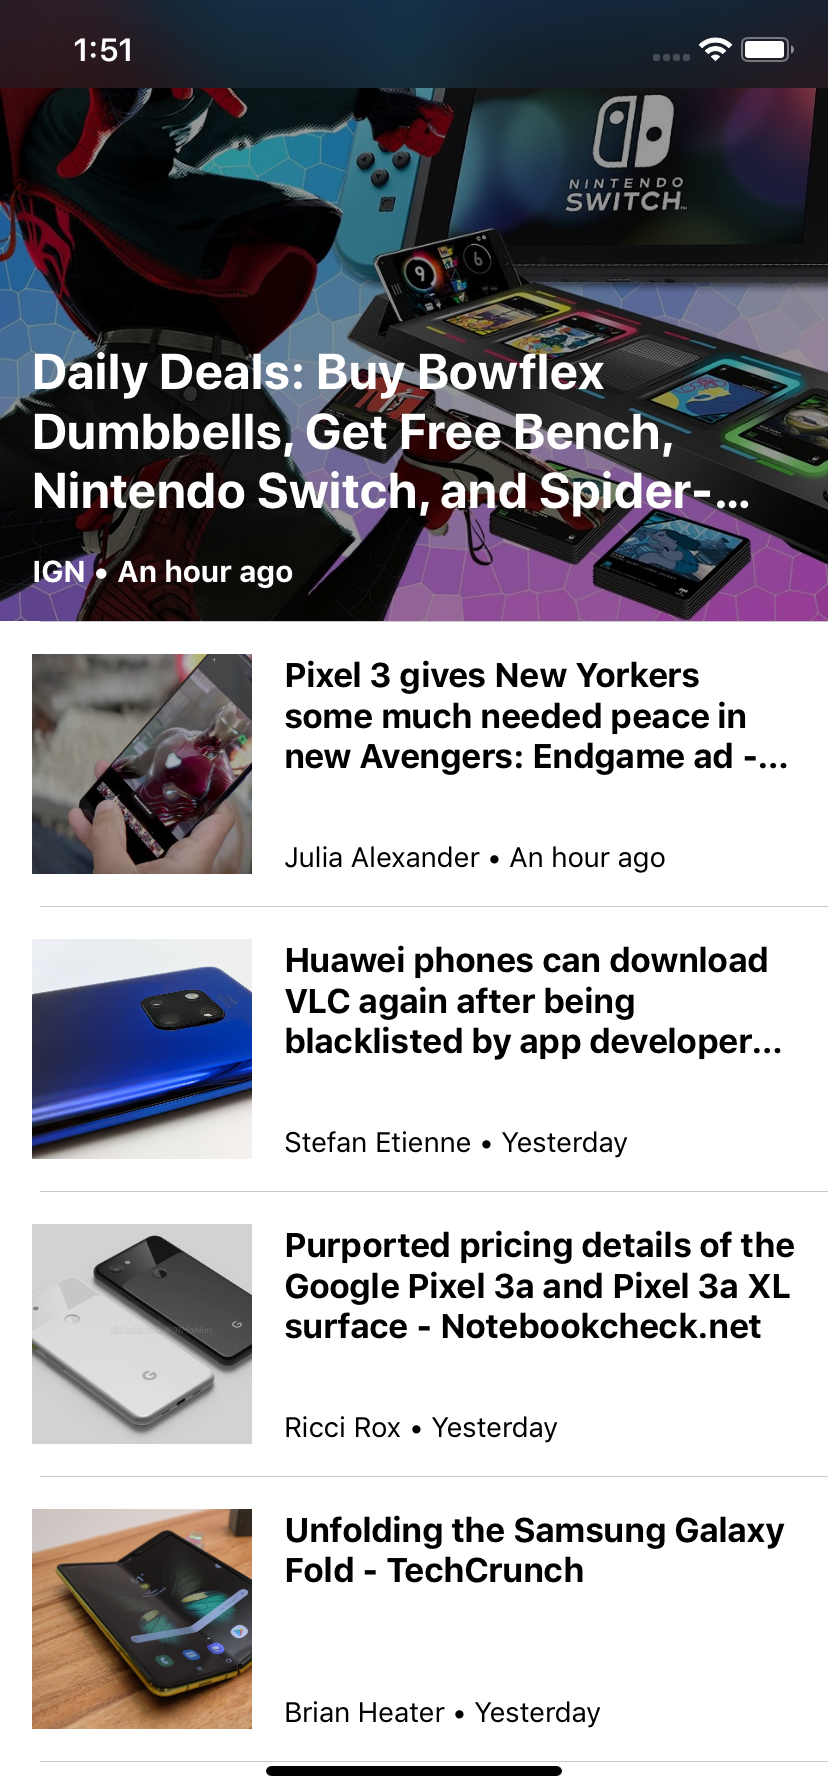 1:51
NINTENDO
SWITCH
9
6
Daily Deals: Buy Bowflex
Dumbbells, Get Free Bench,
Nintendo Switch, and Spider-...
IGN • An hour ago
Pixel 3 gives New Yorkers
some much needed peace in
new Avengers: Endgame ad -...
Julia Alexander • An hour ago
Huawei phones can download
VLC again after being
blacklisted by app developer...
Stefan Etienne • Yesterday
Purported pricing details of the
Google Pixel 3a and Pixel 3a XL
surface - Notebookcheck.net
Ricci Rox • Yesterday
Unfolding the Samsung Galaxy
Fold - TechCrunch
Brian Heater • Yesterday